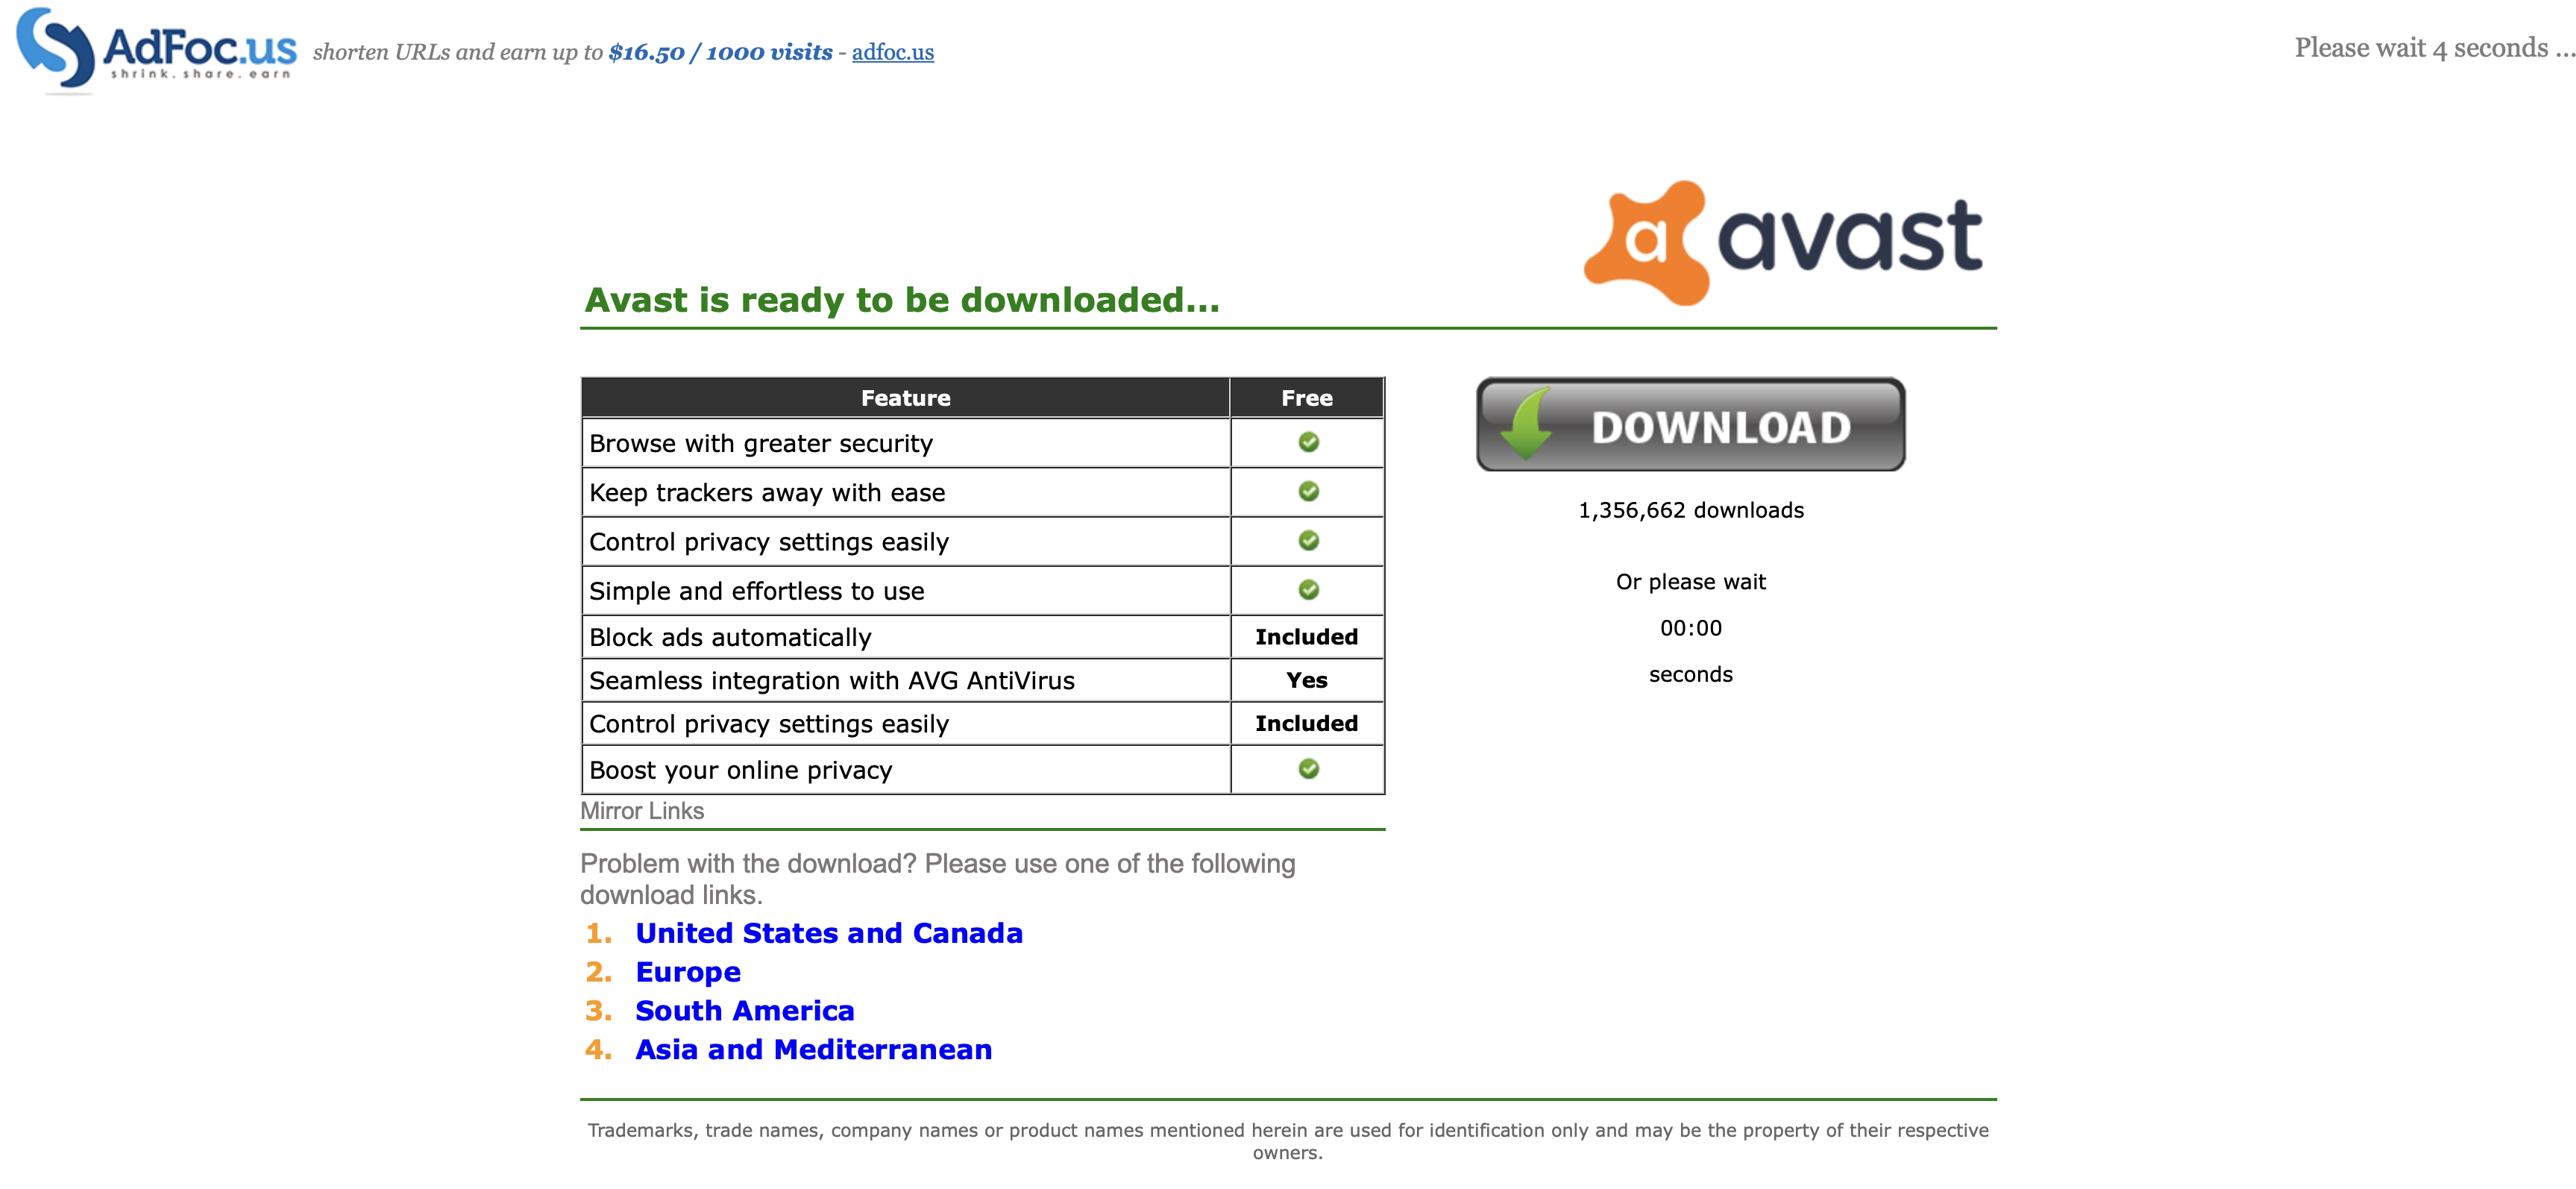 AdFoc.us
shrink. share. earn
shorten URLs and earn up to $16.50 / 1000 visits - adfoc.us
Please wait 4 seconds ...
a avast
Avast is ready to be downloaded...
Feature Free
Browse with greater security
Keep trackers away with ease
Control privacy settings easily
Simple and effortless to use
Block ads automatically Included
Seamless integration with AVG AntiVirus Yes
Control privacy settings easily Included
Boost your online privacy
DOWNLOAD
1,356,662 downloads
Or please wait
00:00
seconds
Mirror Links
Problem with the download? Please use one of the following
download links.
1. United States and Canada
2. Europe
3. South America
4. Asia and Mediterranean
Trademarks, trade names, company names or product names mentioned herein are used for identification only and may be the property of their respective
owners.